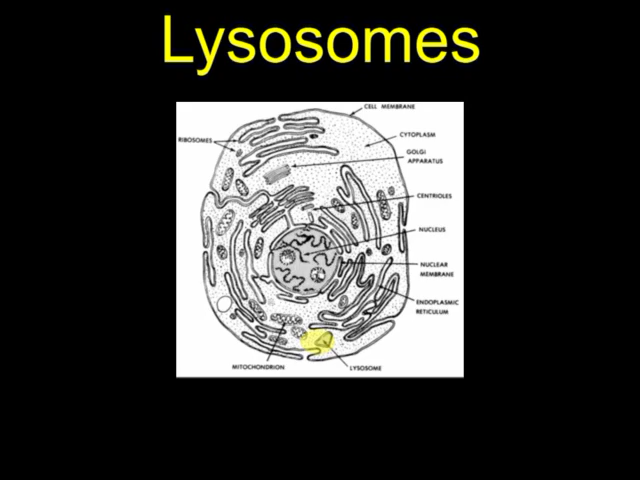 Lysosomes
CELL MEMBRANE
RIBOSOMES
CYTOPLASM
GOLGI
APPARATUS
CENTRIOLES
NUCLEUS
NUCLEAR
MEMBRANE
ENDOPLASMIC
RETICULUM
MITOCHONDRION
LYSOSOME